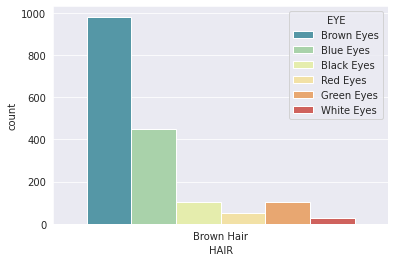 1000
800
600
400
200
0
count
EYE
Brown Eyes
Blue Eyes
Black Eyes
Red Eyes
Green Eyes
White Eyes
Brown Hair
HAIR